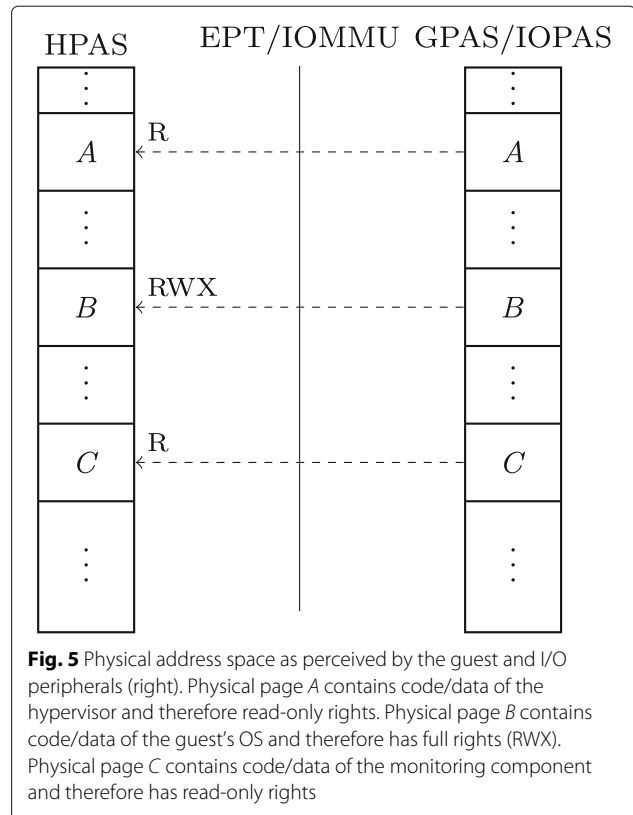 HPAS EPT/IOMMU GPAS/IOPAS
⋮ ⋮
A R A
⋮ ⋮
B RWX B
⋮ ⋮
C R C
⋮ ⋮
Fig. 5 Physical address space as perceived by the guest and I/O
peripherals (right). Physical page A contains code/data of the
hypervisor and therefore read-only rights. Physical page B contains
code/data of the guest's OS and therefore has full rights (RWX).
Physical page C contains code/data of the monitoring component
and therefore has read-only rights